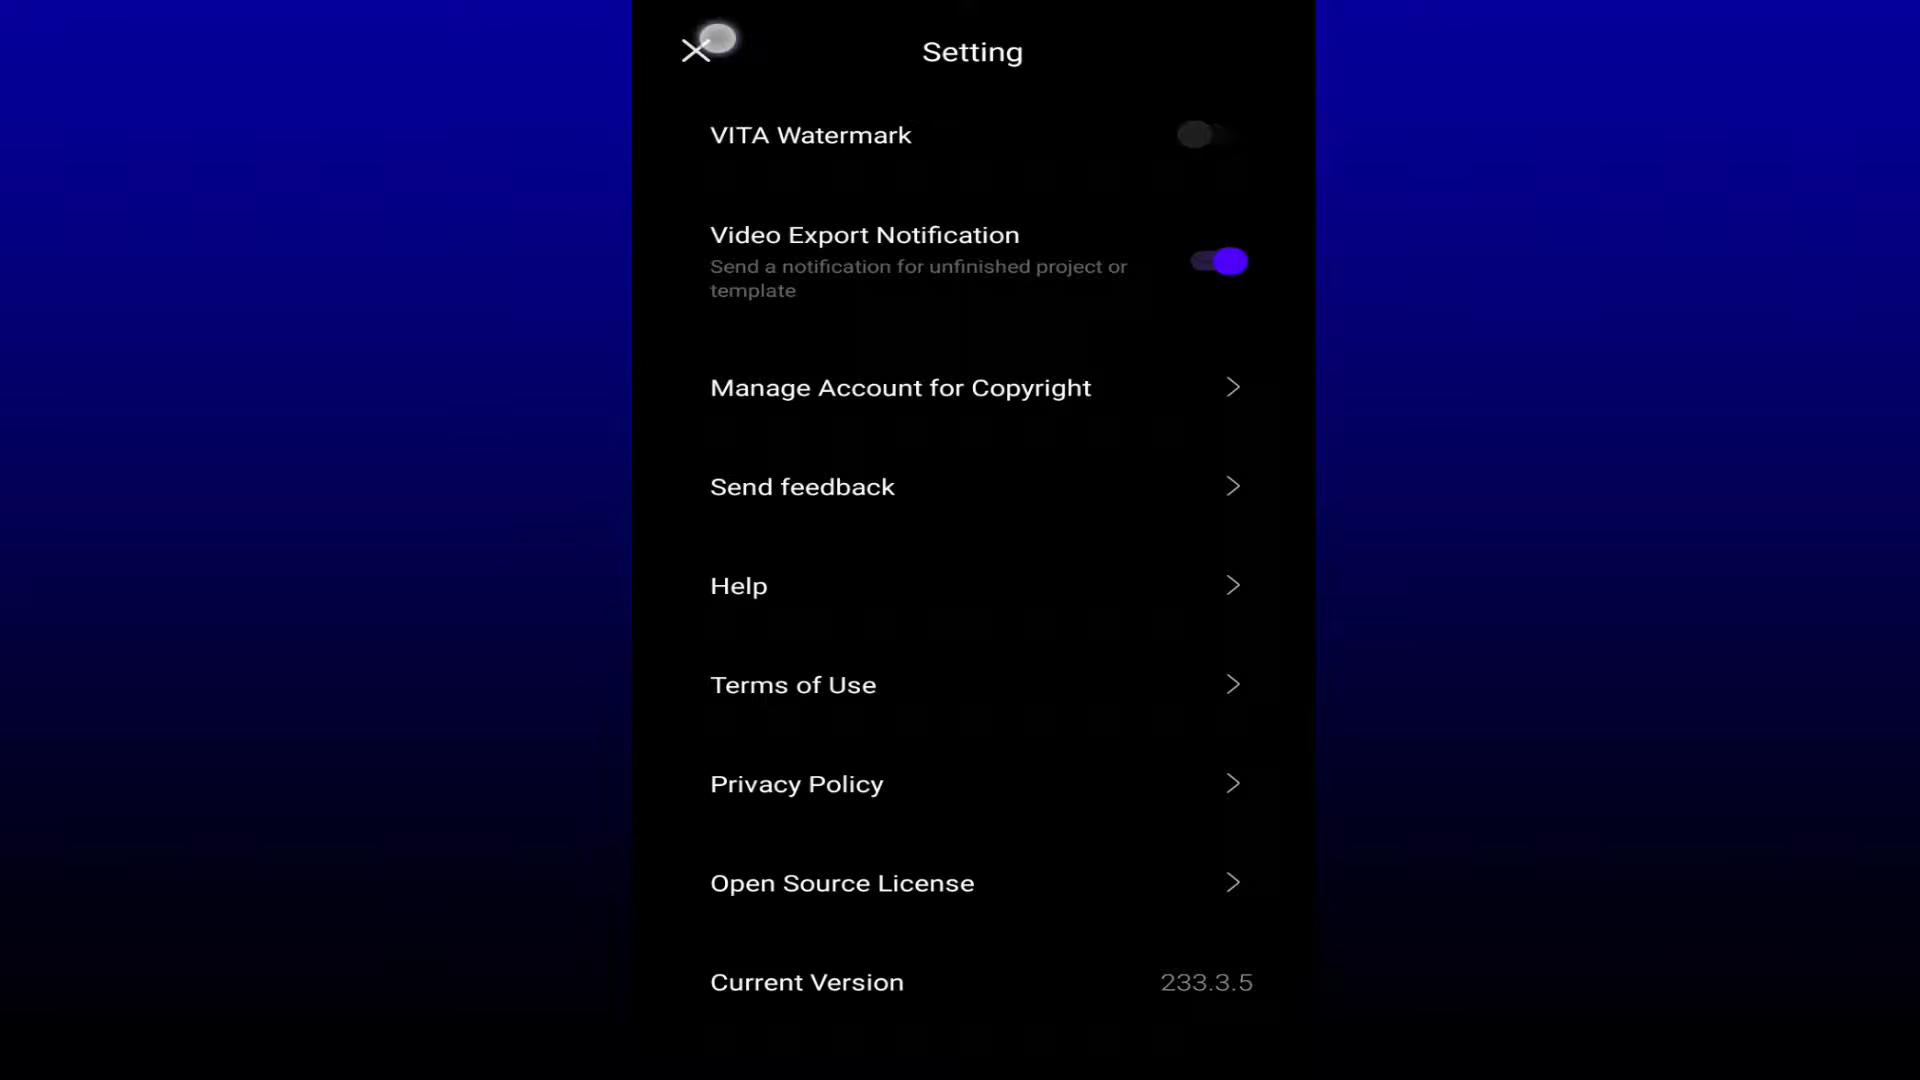 Setting
VITA Watermark
Video Export Notification
Send a notification for unfinished project or
template
Manage Account for Copyright
Send feedback
Help
Terms of Use
Privacy Policy
Open Source License
Current Version 233.3.5